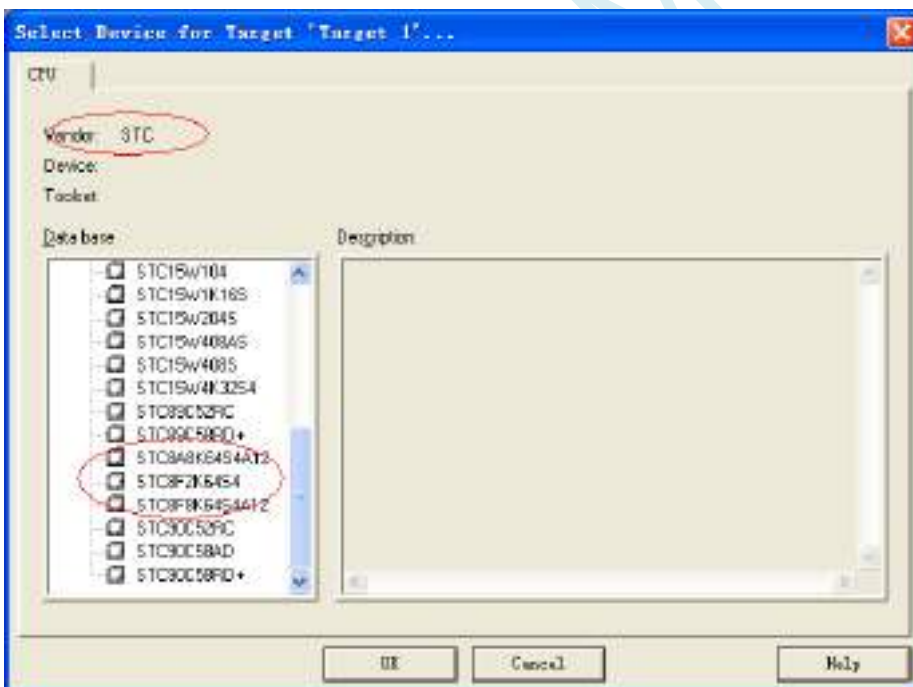 Select Device for Target 'Target 1'...
CPU
Vendor: STC
Device:
Toolset:
Data base
Description:
STC15W104
STC15W1K16S
STC15W204S
STC15W408AS
STC15W408S
STC15W4K32S4
STC89C52RC
STC89C58RD+
STC8A8K64S4A12
STC8F2K64S4
STC8F8K64S4A12
STC90C52RC
STC90C58AD
STC90C58RD+
OK
Cancel
Help